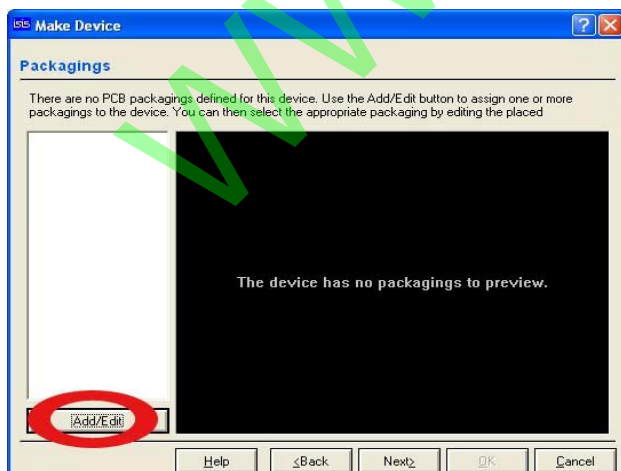 ISIS Make Device
Packagings
There are no PCB packagings defined for this device. Use the Add/Edit button to assign one or more
packagings to the device. You can then select the appropriate packaging by editing the placed
The device has no packagings to preview.
Add/Edit
Help <Back Next> OK Cancel